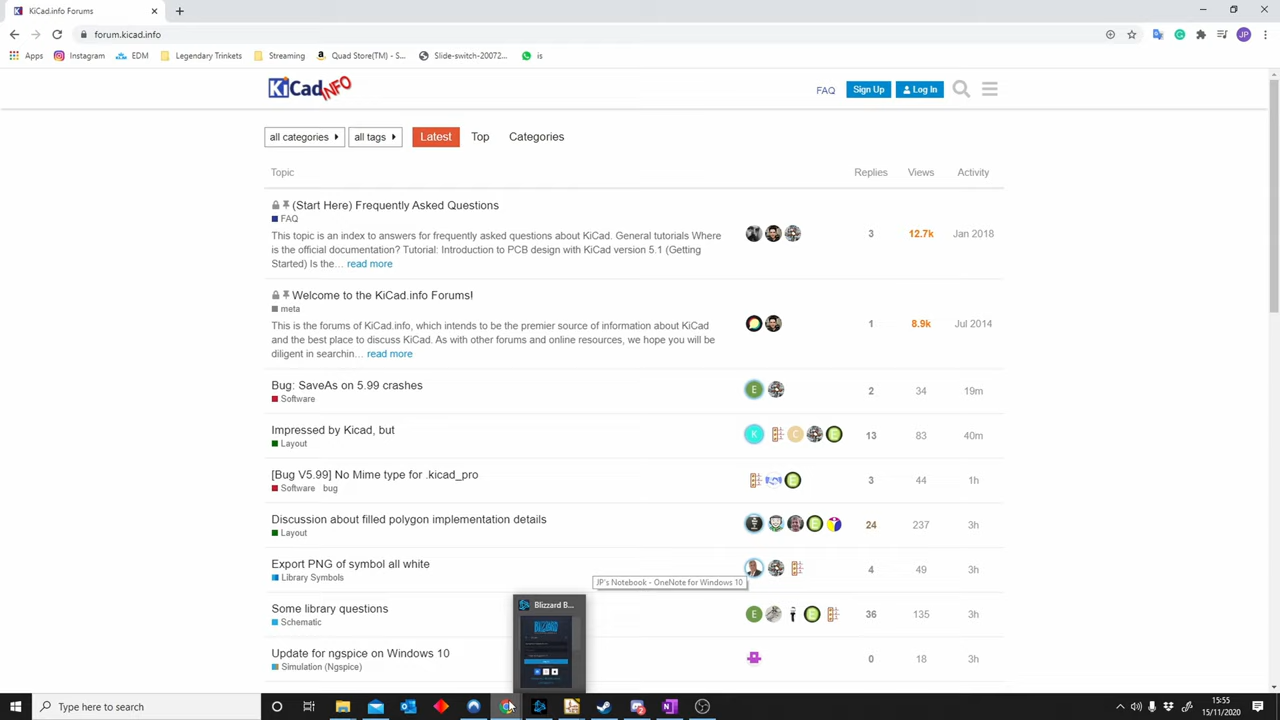 KiCad.info Forums
forum.kicad.info
JP
Apps
Instagram
EDM
Legendary Trinkets
Streaming
Quad Store(TM) - S...
Slide-switch-20072...
is
KiCad INFO
FAQ
Sign Up
Log In
all categories
all tags
Latest
Top
Categories
Topic Replies Views Activity
(Start Here) Frequently Asked Questions
FAQ
This topic is an index to answers for frequently asked questions about KiCad. General tutorials Where
is the official documentation? Tutorial: Introduction to PCB design with KiCad version 5.1 (Getting
Started) Is the… read more
3 12.7k Jan 2018
Welcome to the KiCad.info Forums!
meta
This is the forums of KiCad.info, which intends to be the premier source of information about KiCad
and the best place to discuss KiCad. As with other forums and online resources, we hope you will be
diligent in searchin… read more
1 8.9k Jul 2014
Bug: SaveAs on 5.99 crashes
Software
E
2 34 19m
Impressed by Kicad, but
Layout
K C E
13 83 40m
[Bug V5.99] No Mime type for .kicad_pro
Software bug
E
3 44 1h
Discussion about filled polygon implementation details
Layout
E
24 237 3h
Export PNG of symbol all white
Library Symbols
4 49 3h
JP's Notebook - OneNote for Windows 10
Blizzard B...
BLIZZARD
Some library questions
Schematic
E E
36 135 3h
Update for ngspice on Windows 10
Simulation (Ngspice)
0 18 3h
Type here to search
2
15:55
15/11/2020